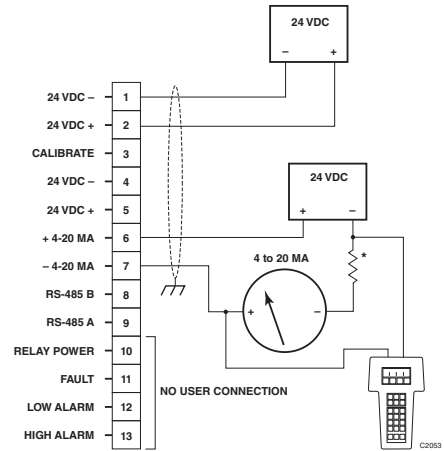 24 VDC
– +
24 VDC – 1
24 VDC + 2
CALIBRATE 3
24 VDC – 4
24 VDC + 5
+ 4-20 MA 6
– 4-20 MA 7
RS-485 B 8
RS-485 A 9
RELAY POWER 10
FAULT 11
LOW ALARM 12
HIGH ALARM 13
24 VDC
+ –
*
4 to 20 MA
+ –
NO USER CONNECTION
C2053